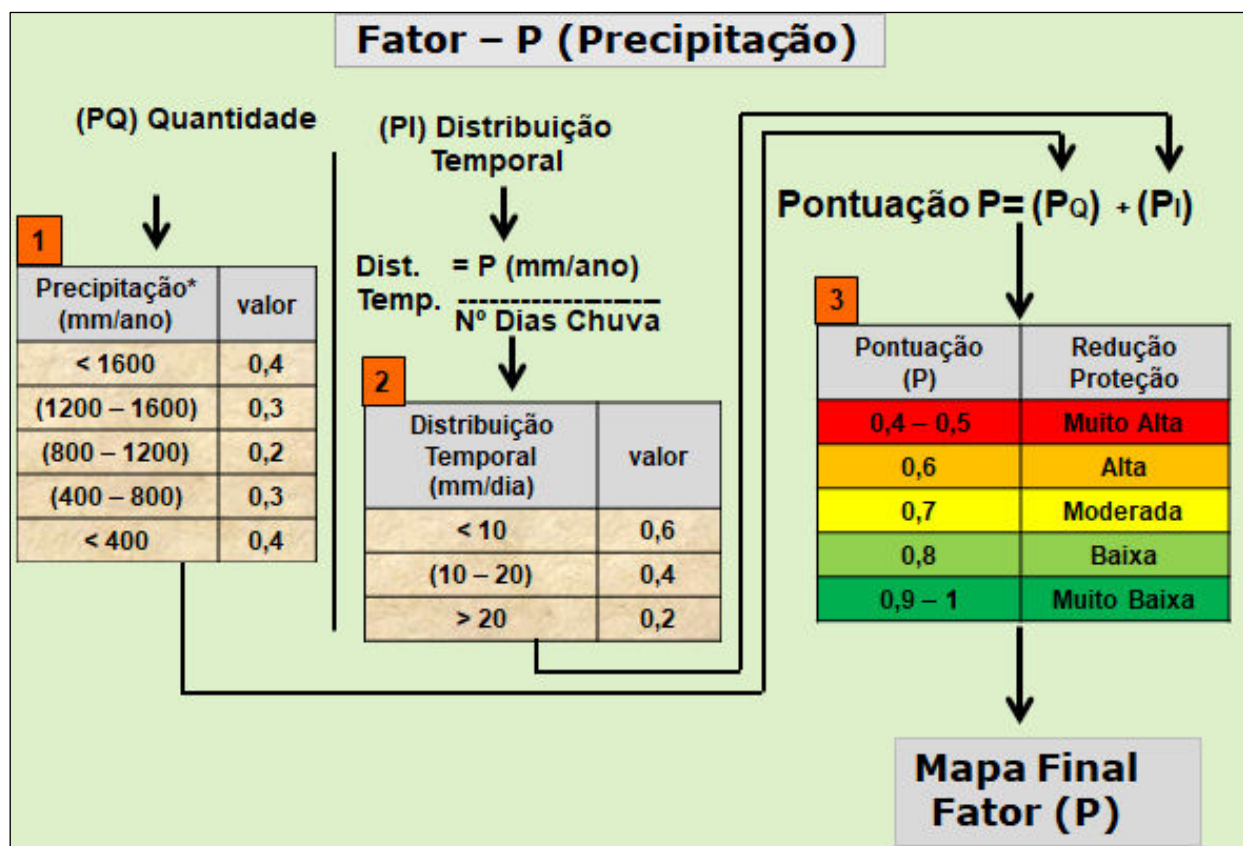 Fator – P (Precipitação)
(PQ) Quantidade
1
Precipitação* (mm/ano) valor
< 1600 0,4
(1200 – 1600) 0,3
(800 – 1200) 0,2
(400 – 800) 0,3
< 400 0,4
(PI) Distribuição
Temporal
Dist. = P (mm/ano)
Temp. --------------------
Nº Dias Chuva
2
Distribuição Temporal (mm/dia) valor
< 10 0,6
(10 – 20) 0,4
> 20 0,2
Pontuação P= (PQ) + (PI)
3
Pontuação (P) Redução Proteção
0,4 – 0,5 Muito Alta
0,6 Alta
0,7 Moderada
0,8 Baixa
0,9 – 1 Muito Baixa
Mapa Final
Fator (P)